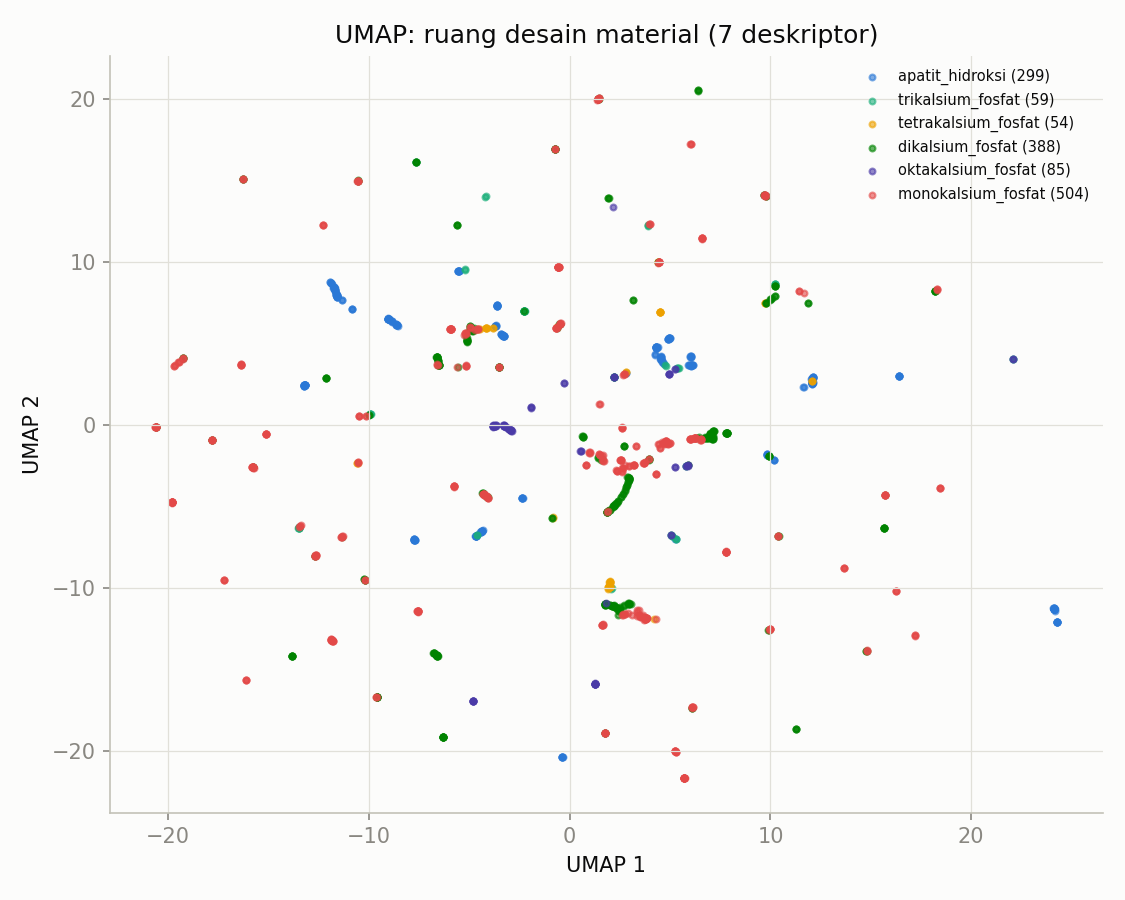 UMAP: ruang desain material (7 deskriptor)
apatit_hidroksi (299)
trikalsium_fosfat (59)
tetrakalsium_fosfat (54)
dikalsium_fosfat (388)
oktakalsium_fosfat (85)
monokalsium_fosfat (504)
20
10
0
−10
−20
UMAP 2
−20 −10 0 10 20
UMAP 1